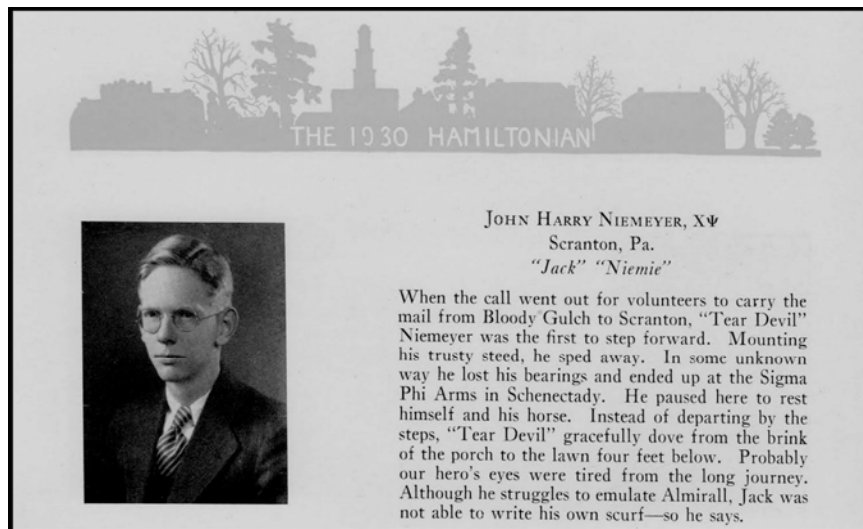 THE 1930 HAMILTONIAN
JOHN HARRY NIEMEYER, ΧΨ
Scranton, Pa.
"Jack" "Niemie"
When the call went out for volunteers to carry the
mail from Bloody Gulch to Scranton, "Tear Devil"
Niemeyer was the first to step forward. Mounting
his trusty steed, he sped away. In some unknown
way he lost his bearings and ended up at the Sigma
Phi Arms in Schenectady. He paused here to rest
himself and his horse. Instead of departing by the
steps, "Tear Devil" gracefully dove from the brink
of the porch to the lawn four feet below. Probably
our hero's eyes were tired from the long journey.
Although he struggles to emulate Almirall, Jack was
not able to write his own scurf—so he says.